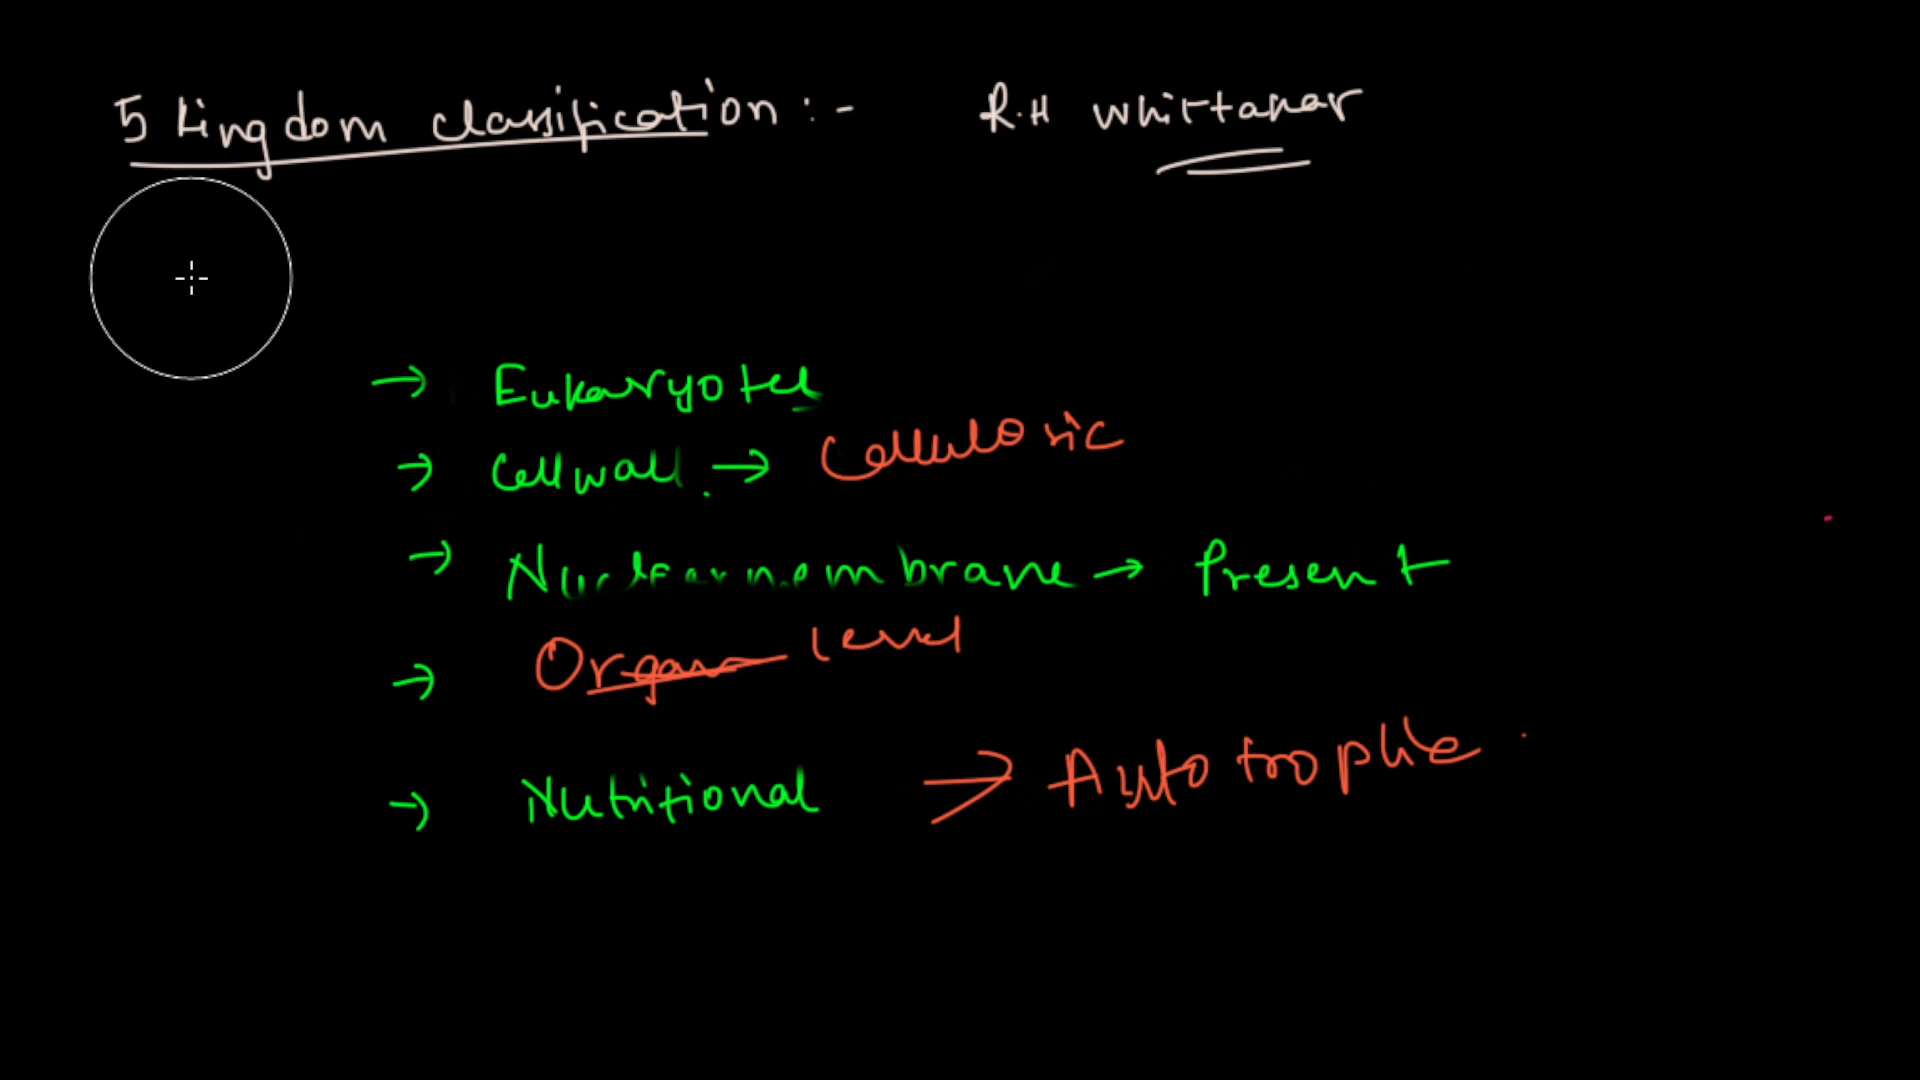 5 Kingdom classification :- R.H Whittaker
→ Eukaryotes
→ Cellwall → Cellulosic
→ Nuclear membrane → Present
→ Organ level
→ Nutritional → Autotrophic